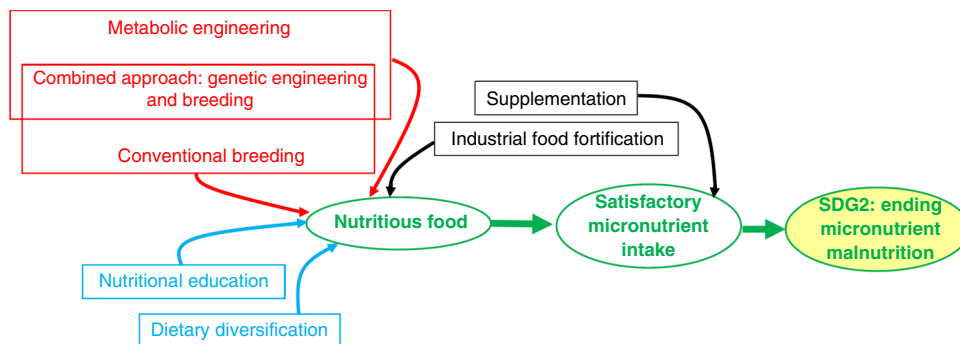 Metabolic engineering
Combined approach: genetic engineering
and breeding
Conventional breeding
Supplementation
Industrial food fortification
Nutritious food
Satisfactory
micronutrient
intake
SDG2: ending
micronutrient
malnutrition
Nutritional education
Dietary diversification